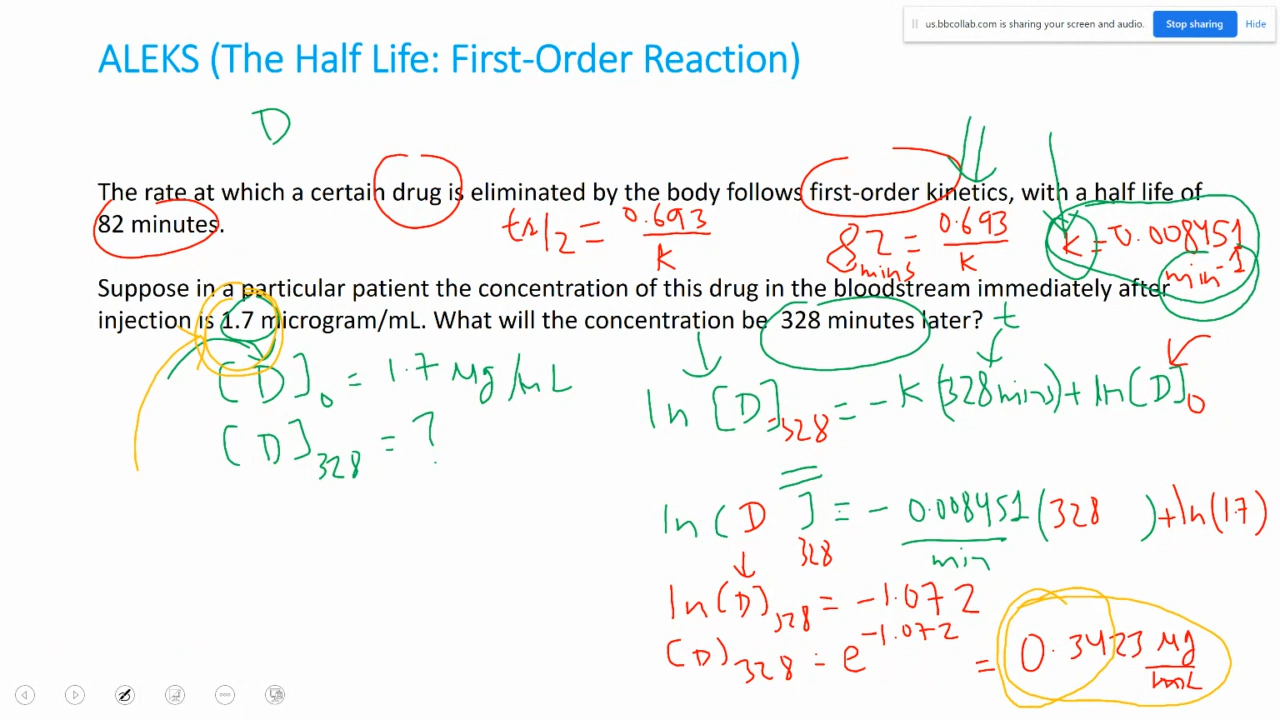 us.bbcollab.com is sharing your screen and audio. Stop sharing Hide
ALEKS (The Half Life: First-Order Reaction)
D
The rate at which a certain drug is eliminated by the body follows first-order kinetics, with a half life of
82 minutes.
t1/2 = 0.693/K
82 mins = 0.693/K
K = 0.008451 min-1
Suppose in a particular patient the concentration of this drug in the bloodstream immediately after
injection is 1.7 microgram/mL. What will the concentration be 328 minutes later? t
[D]0 = 1.7 μg/mL
[D]328 = ?
ln [D]328 = - K (328 mins) + ln [D]0
ln [D]328 = - 0.008451/min (328 ) + ln(1.7)
ln(D)328 = -1.072
(D)328 = e-1.072 = 0.3423 μg/mL